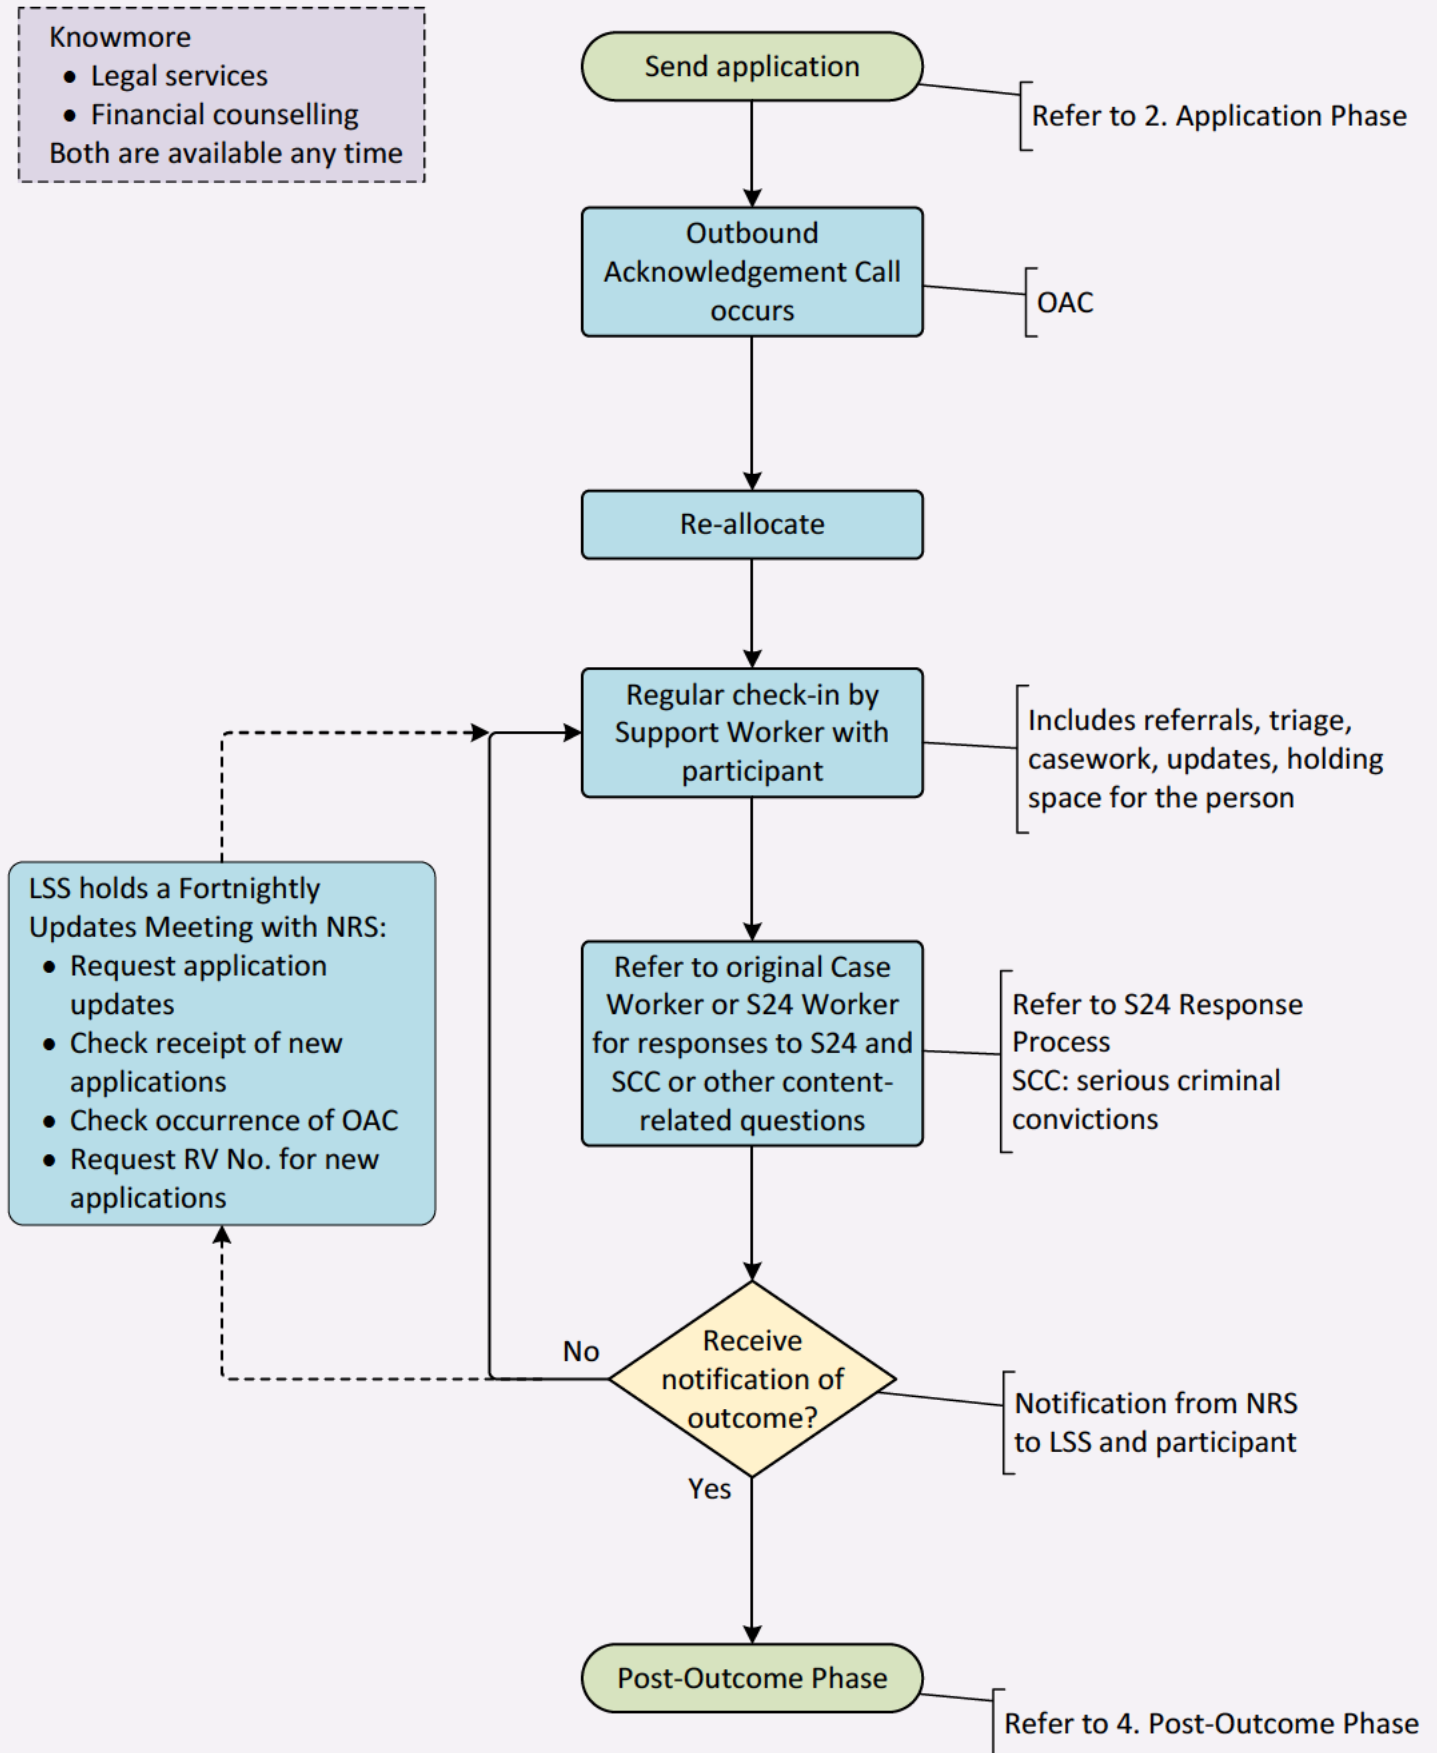 Knowmore
• Legal services
• Financial counselling
Both are available any time
Send application
Refer to 2. Application Phase
Outbound
Acknowledgement Call
occurs
OAC
Re-allocate
Regular check-in by
Support Worker with
participant
Includes referrals, triage,
casework, updates, holding
space for the person
LSS holds a Fortnightly
Updates Meeting with NRS:
• Request application
updates
• Check receipt of new
applications
• Check occurrence of OAC
• Request RV No. for new
applications
Refer to original Case
Worker or S24 Worker
for responses to S24 and
SCC or other content-
related questions
Refer to S24 Response
Process
SCC: serious criminal
convictions
Receive
notification of
outcome?
No
Notification from NRS
to LSS and participant
Yes
Post-Outcome Phase
Refer to 4. Post-Outcome Phase